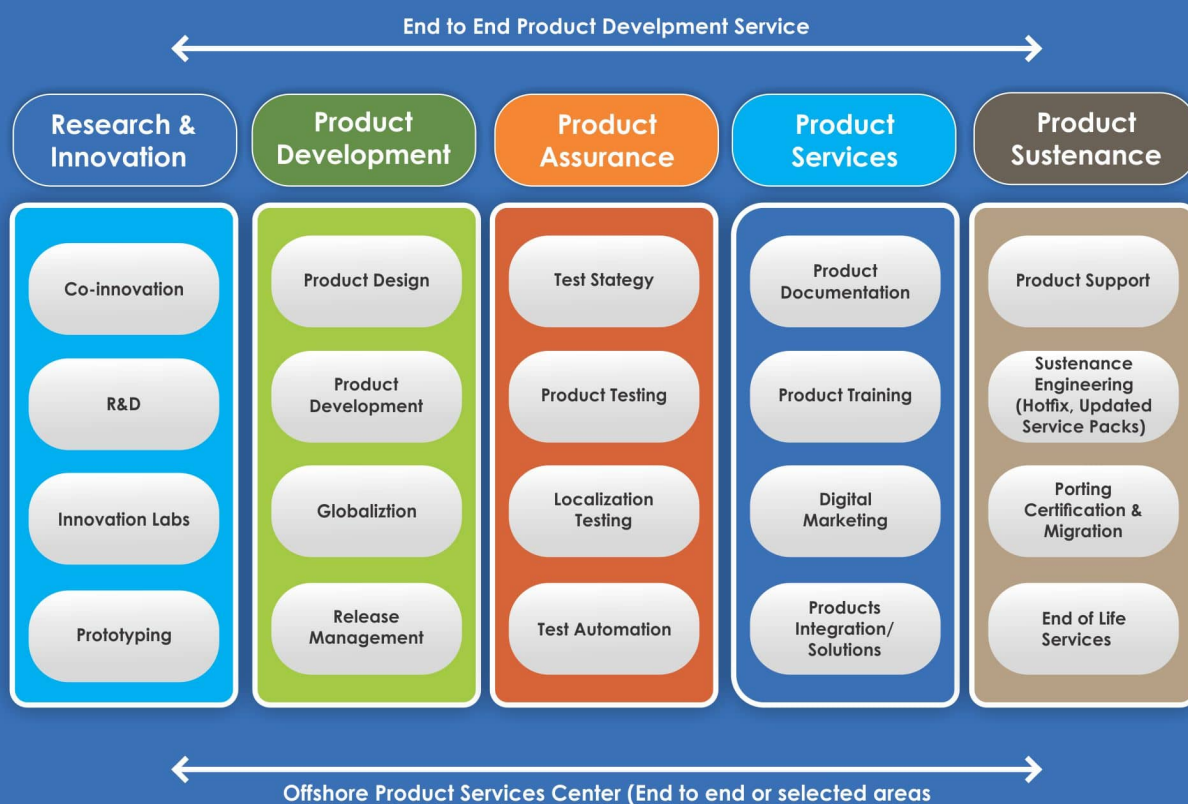 End to End Product Develpment Service
Research &
Innovation
Product
Development
Product
Assurance
Product
Services
Product
Sustenance
Co-innovation
R&D
Innovation Labs
Prototyping
Product Design
Product
Development
Globaliztion
Release
Management
Test Stategy
Product Testing
Localization
Testing
Test Automation
Product
Documentation
Product Training
Digital
Marketing
Products
Integration/
Solutions
Product Support
Sustenance
Engineering
(Hotfix, Updated
Service Packs)
Porting
Certification &
Migration
End of Life
Services
Offshore Product Services Center (End to end or selected areas